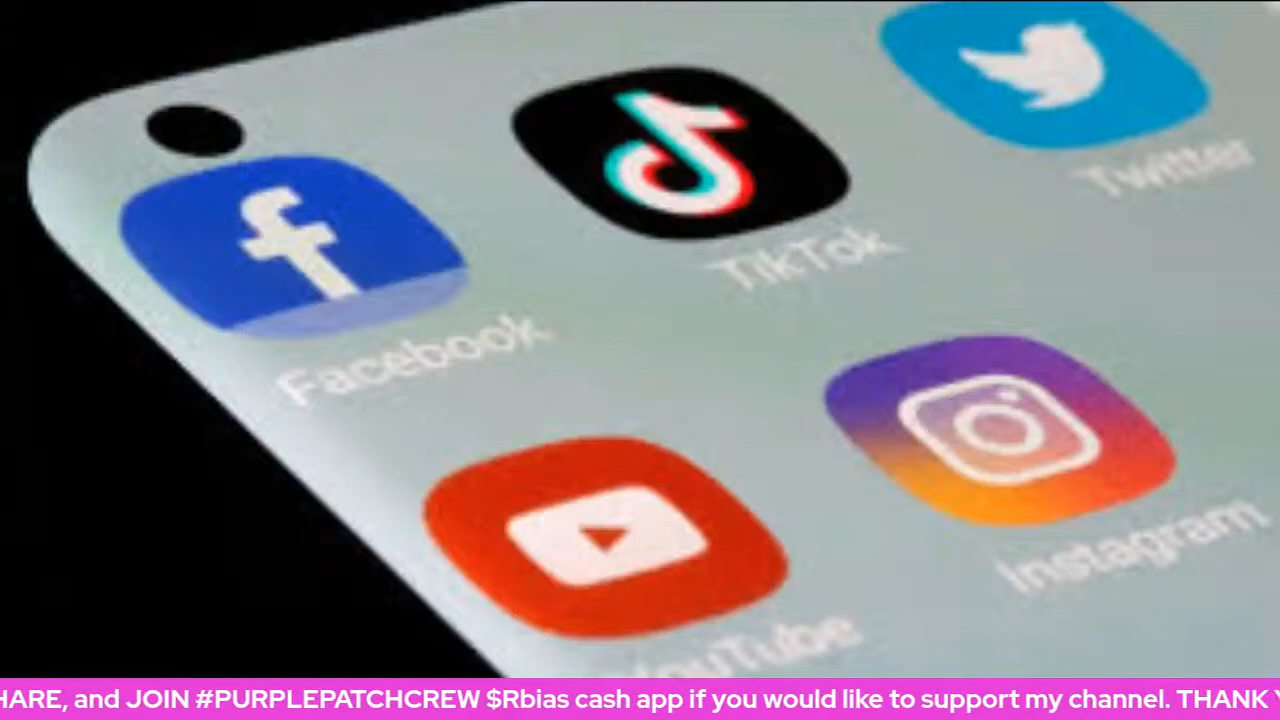 Twitter
TikTok
Facebook
Instagram
YouTube
HARE, and JOIN #PURPLEPATCHCREW $Rbias cash app if you would like to support my channel. THANK Y